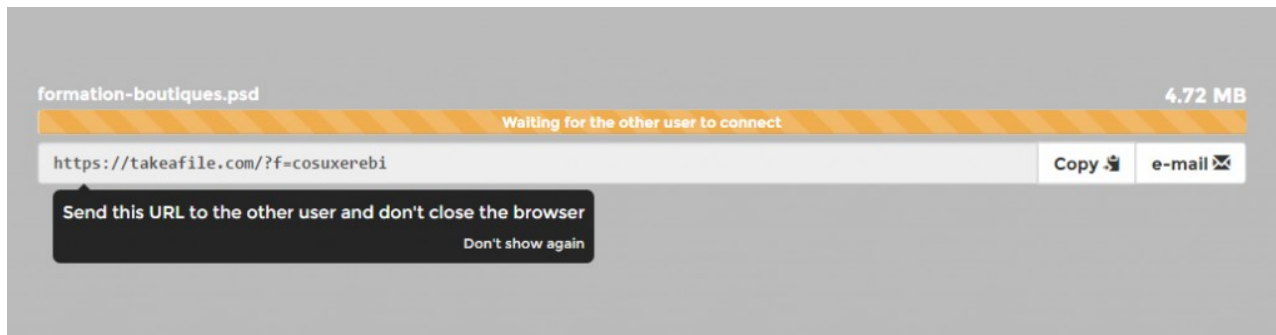 formation-boutiques.psd 4.72 MB
Waiting for the other user to connect
https://takeafile.com/?f=cosuxerebi Copy e-mail
Send this URL to the other user and don't close the browser
Don't show again